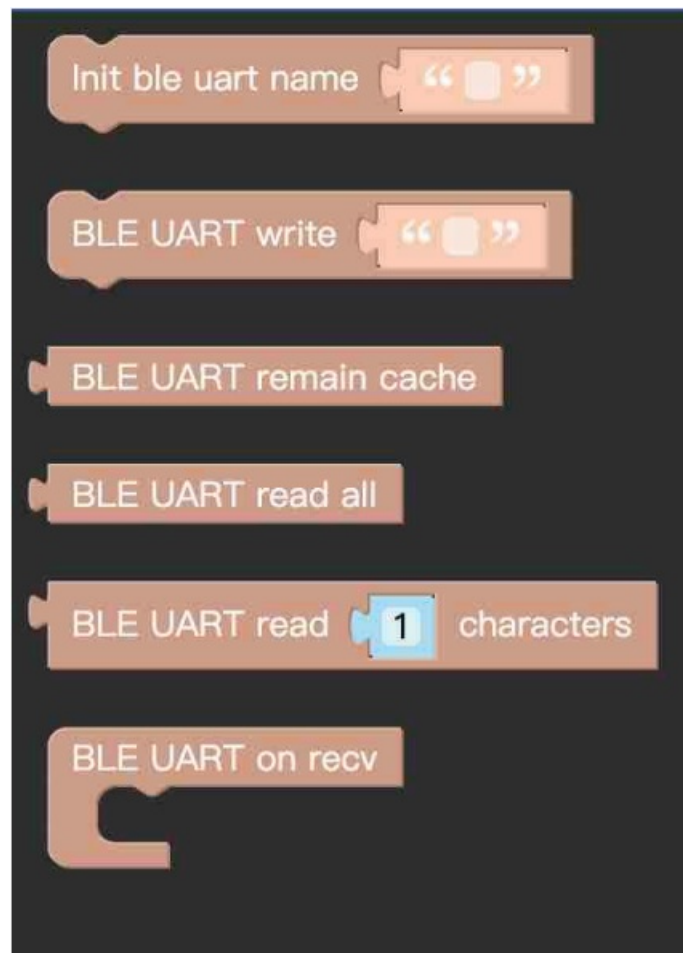 Init ble uart name “ ”
BLE UART write “ ”
BLE UART remain cache
BLE UART read all
BLE UART read 1 characters
BLE UART on recv